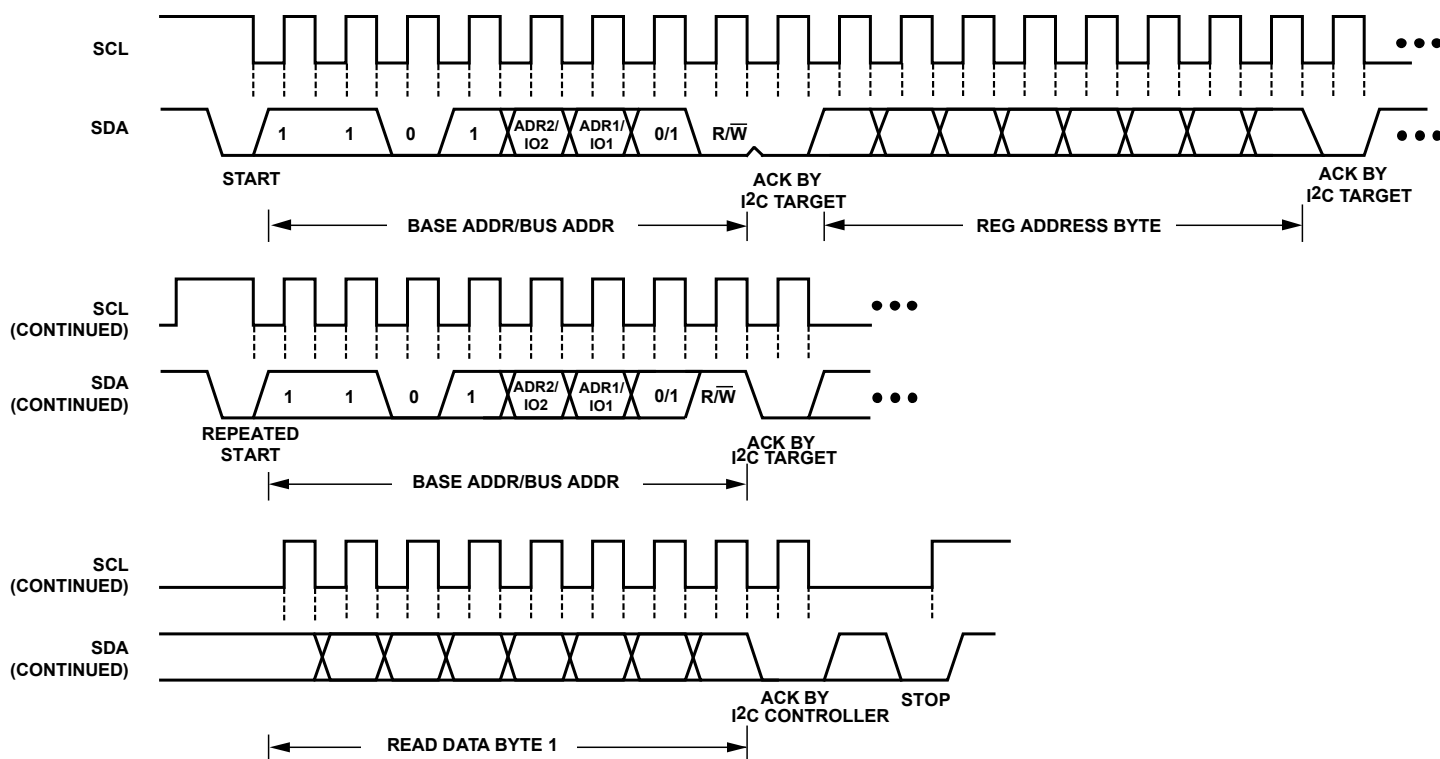 SCL
SDA
1 1 0 1 ADR2/ ADR1/ 0/1 R/W̅
IO2 IO1
START
ACK BY
I²C TARGET
ACK BY
I²C TARGET
BASE ADDR/BUS ADDR
REG ADDRESS BYTE
SCL
(CONTINUED)
SDA
(CONTINUED)
1 1 0 1 ADR2/ ADR1/ 0/1 R/W̅
IO2 IO1
REPEATED
START
ACK BY
I²C TARGET
BASE ADDR/BUS ADDR
SCL
(CONTINUED)
SDA
(CONTINUED)
ACK BY
I²C CONTROLLER
STOP
READ DATA BYTE 1